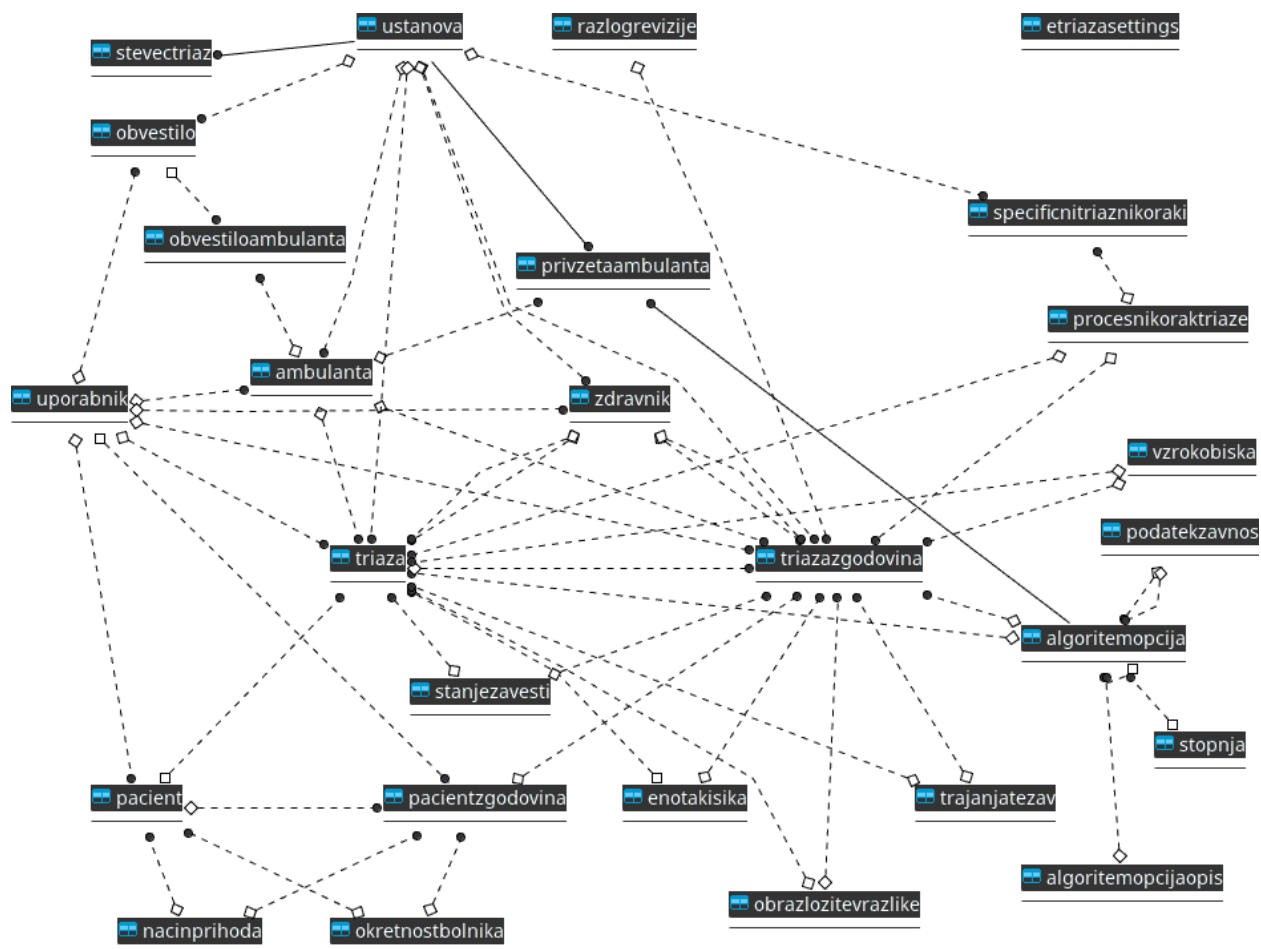 ustanova
razlogrevizije
etriazasettings
stevectriaz
obvestilo
specificnitriaznikoraki
obvestiloambulanta
privzetaambulanta
procesnikoraktriaze
ambulanta
uporabnik
zdravnik
vzrokobiska
podatekzavnos
triaza
triazazgodovina
algoritemopcija
stanjezavesti
stopnja
pacient
pacientzgodovina
enotakisika
trajanjatezav
algoritemopcijaopis
obrazlozitevrazlike
nacinprihoda
okretnostbolnika